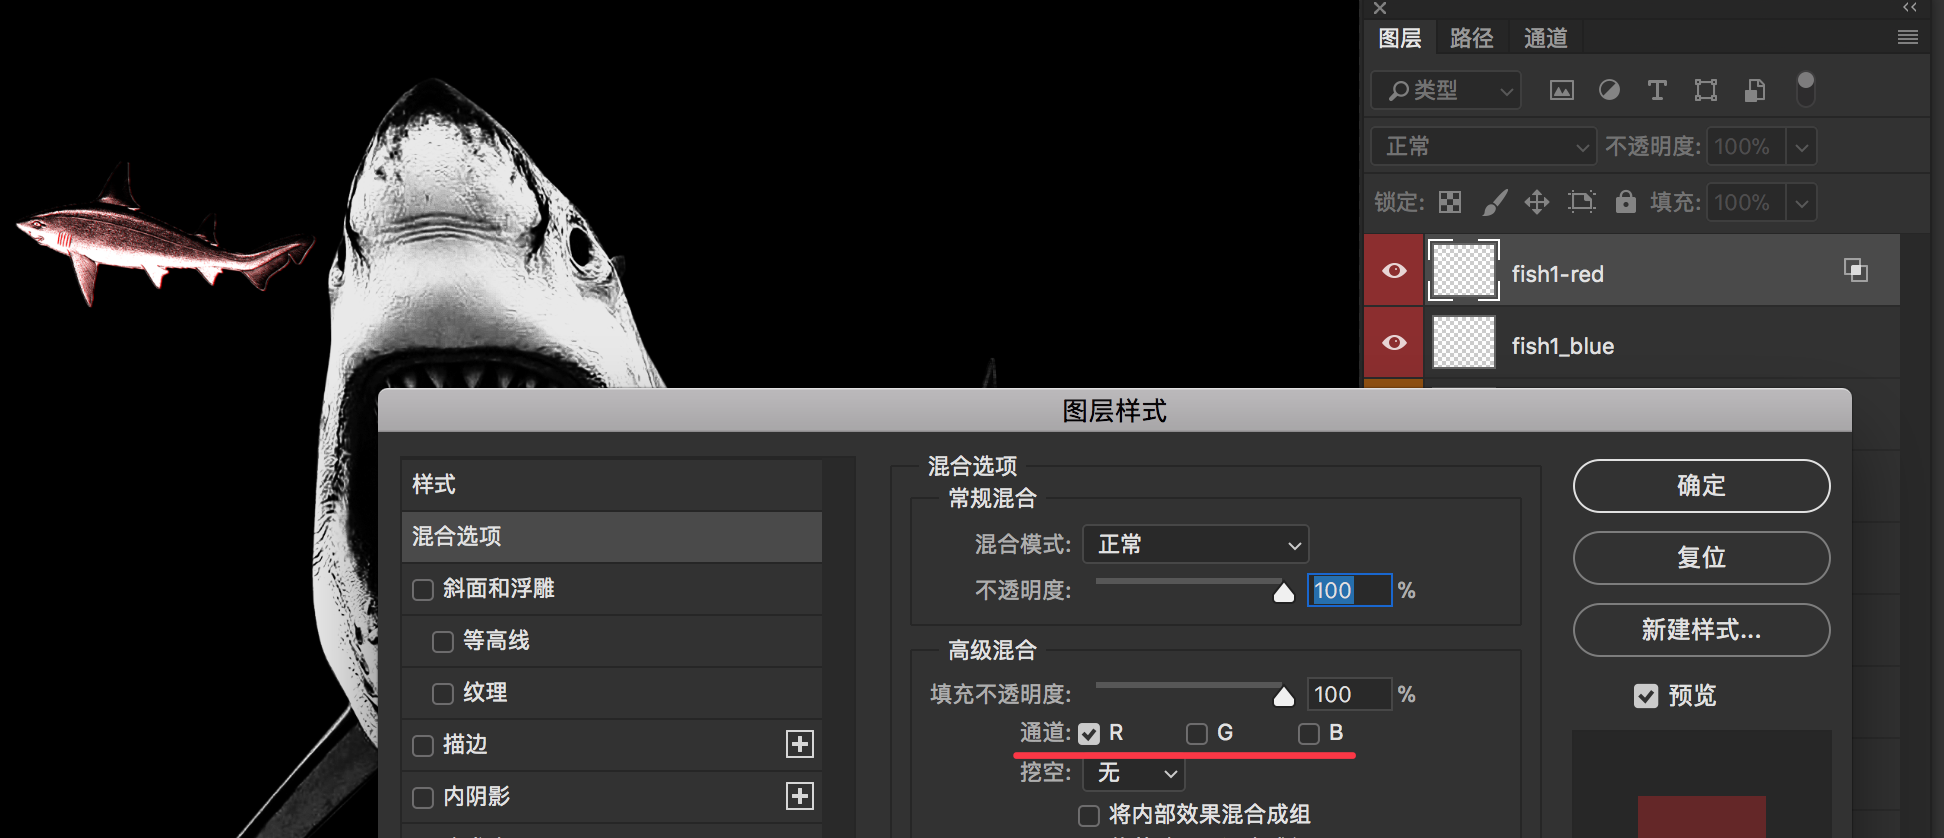 图层 路径 通道
类型
正常 不透明度: 100%
锁定: 填充: 100%
fish1-red
fish1_blue
图层样式
样式
混合选项
斜面和浮雕
等高线
纹理
描边
内阴影
混合选项
常规混合
混合模式: 正常
不透明度: 100 %
高级混合
填充不透明度: 100 %
通道: R G B
挖空: 无
将内部效果混合成组
确定
复位
新建样式...
预览